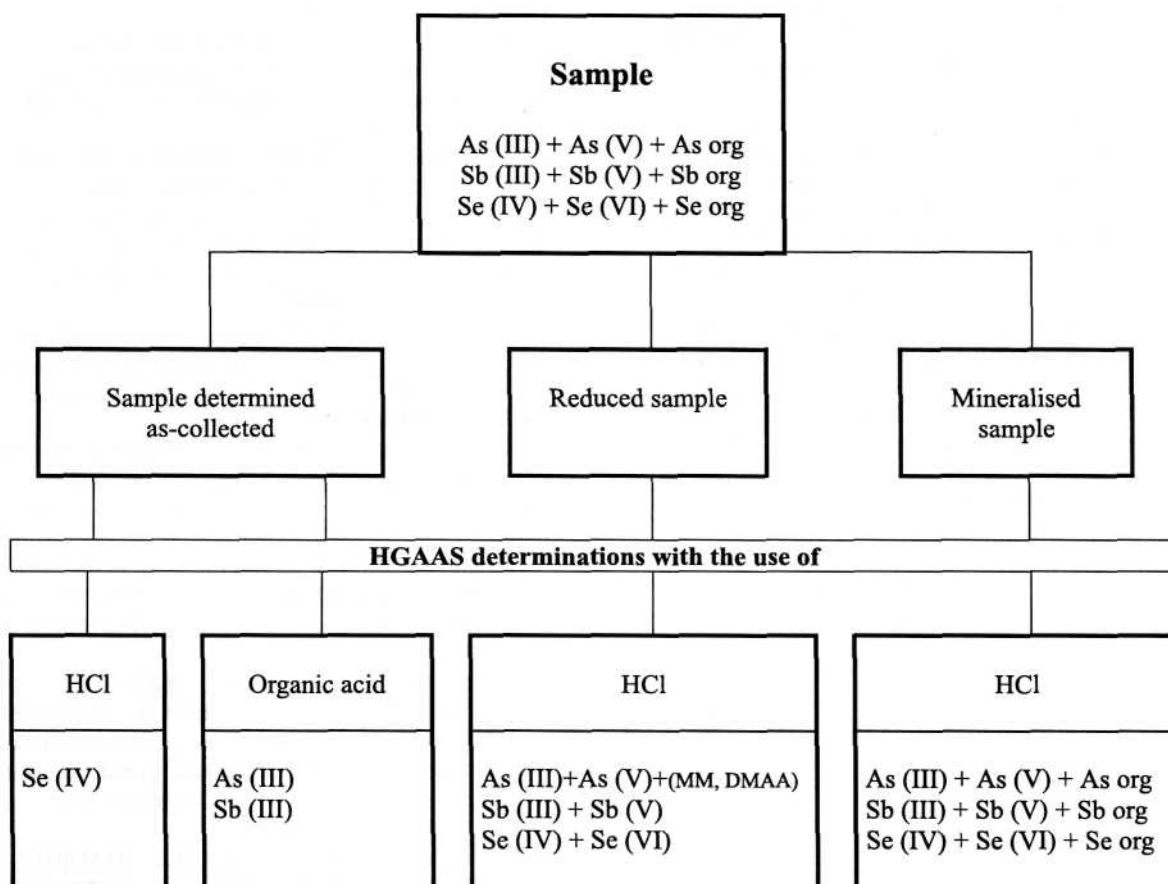 Sample
As (III) + As (V) + As org
Sb (III) + Sb (V) + Sb org
Se (IV) + Se (VI) + Se org
Sample determined
as-collected
Reduced sample
Mineralised
sample
HGAAS determinations with the use of
HCl
Se (IV)
Organic acid
As (III)
Sb (III)
HCl
As (III)+As (V)+(MM, DMAA)
Sb (III) + Sb (V)
Se (IV) + Se (VI)
HCl
As (III) + As (V) + As org
Sb (III) + Sb (V) + Sb org
Se (IV) + Se (VI) + Se org